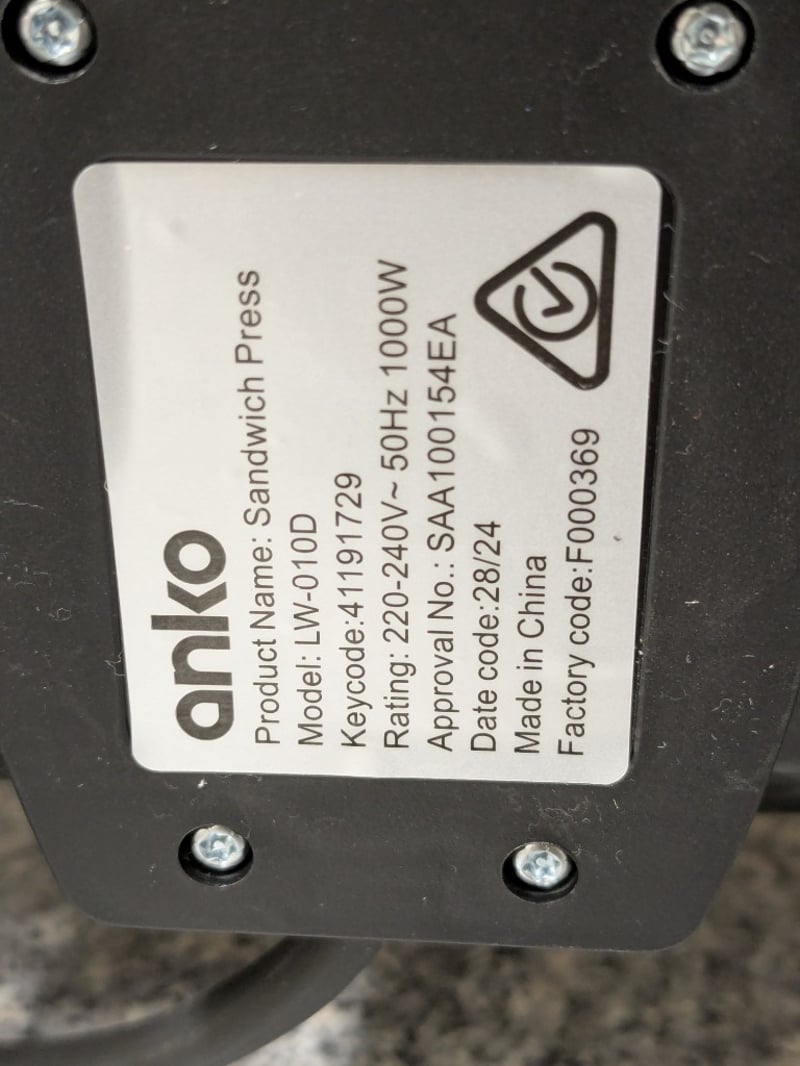 anko
Product Name: Sandwich Press
Model: LW-010D
Keycode:41191729
Rating: 220-240V~ 50Hz 1000W
Approval No.: SAA100154EA
Date code:28/24
Made in China
Factory code:F000369